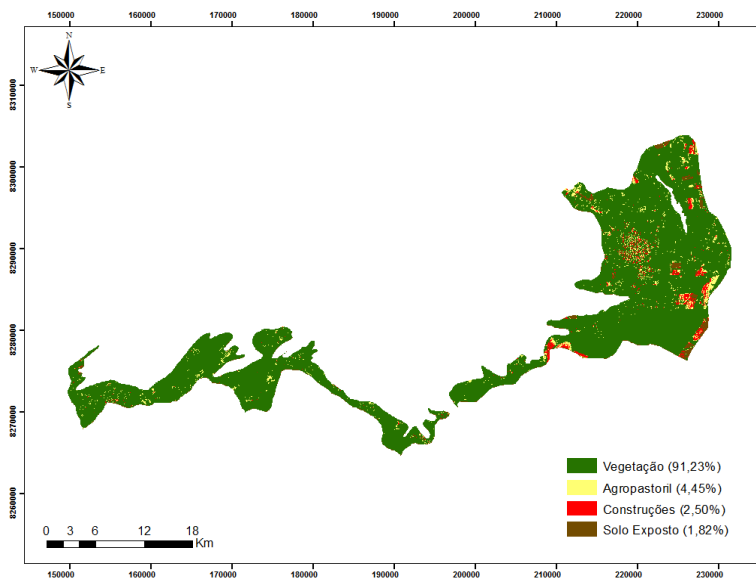 150000 160000 170000 180000 190000 200000 210000 220000 230000
N
W E
S
8310000
8300000
8290000
8280000
8270000
8260000
Vegetação (91,23%)
Agropastoril (4,45%)
Construções (2,50%)
Solo Exposto (1,82%)
0 3 6 12 18
Km
150000 160000 170000 180000 190000 200000 210000 220000 230000